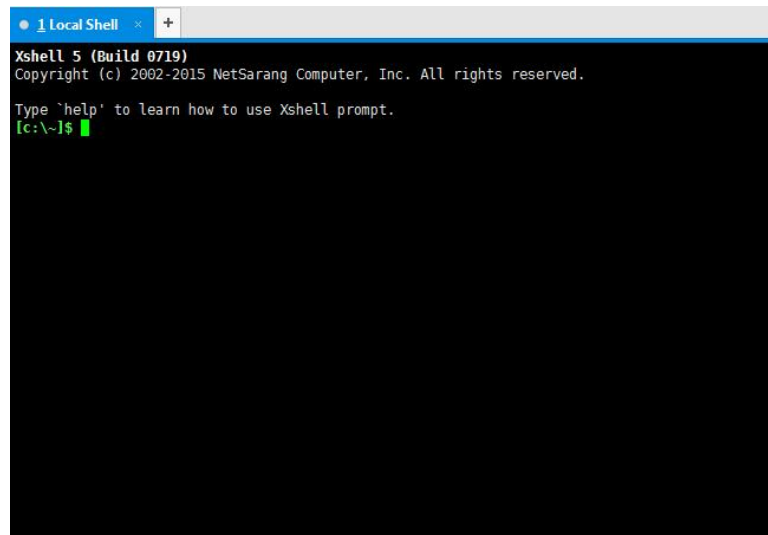 1 Local Shell × +
Xshell 5 (Build 0719)
Copyright (c) 2002-2015 NetSarang Computer, Inc. All rights reserved.
Type `help' to learn how to use Xshell prompt.
[c:\~]$